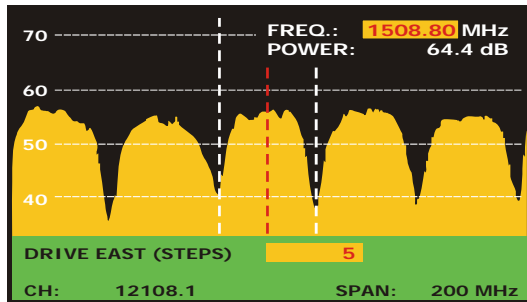 70
FREQ.: 1508.80 MHz
POWER: 64.4 dB
60
50
40
DRIVE EAST (STEPS) 5
CH: 12108.1 SPAN: 200 MHz